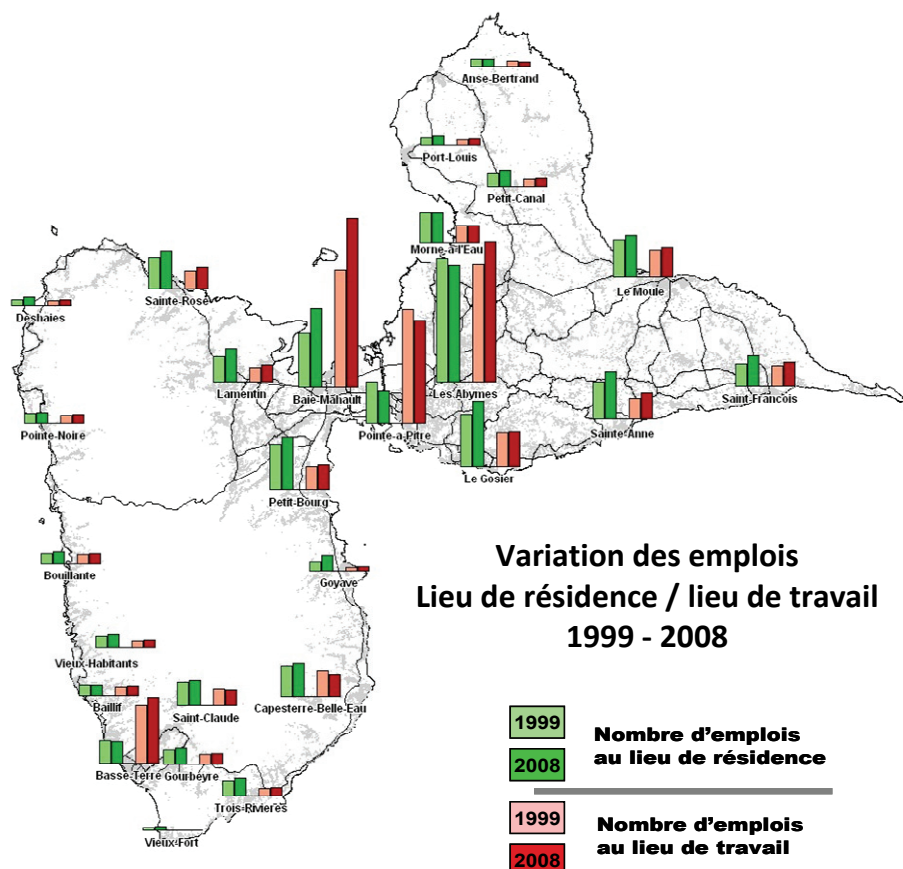 Anse-Bertrand
Port-Louis
Petit-Canal
Morne-à-l'Eau
Le Moule
Sainte-Rose
Deshaies
Lamentin
Baie-Mahault
Les Abymes
Saint-François
Pointe-Noire
Pointe-a-Pitre
Sainte-Anne
Le Gosier
Petit-Bourg
Variation des emplois
Lieu de résidence / lieu de travail
1999 - 2008
Bouillante
Goyave
Vieux-Habitants
Baillif
Saint-Claude
Capesterre-Belle-Eau
Basse-Terre
Gourbeyre
Trois-Rivieres
Vieux-Fort
1999
2008
Nombre d'emplois
au lieu de résidence
1999
2008
Nombre d'emplois
au lieu de travail